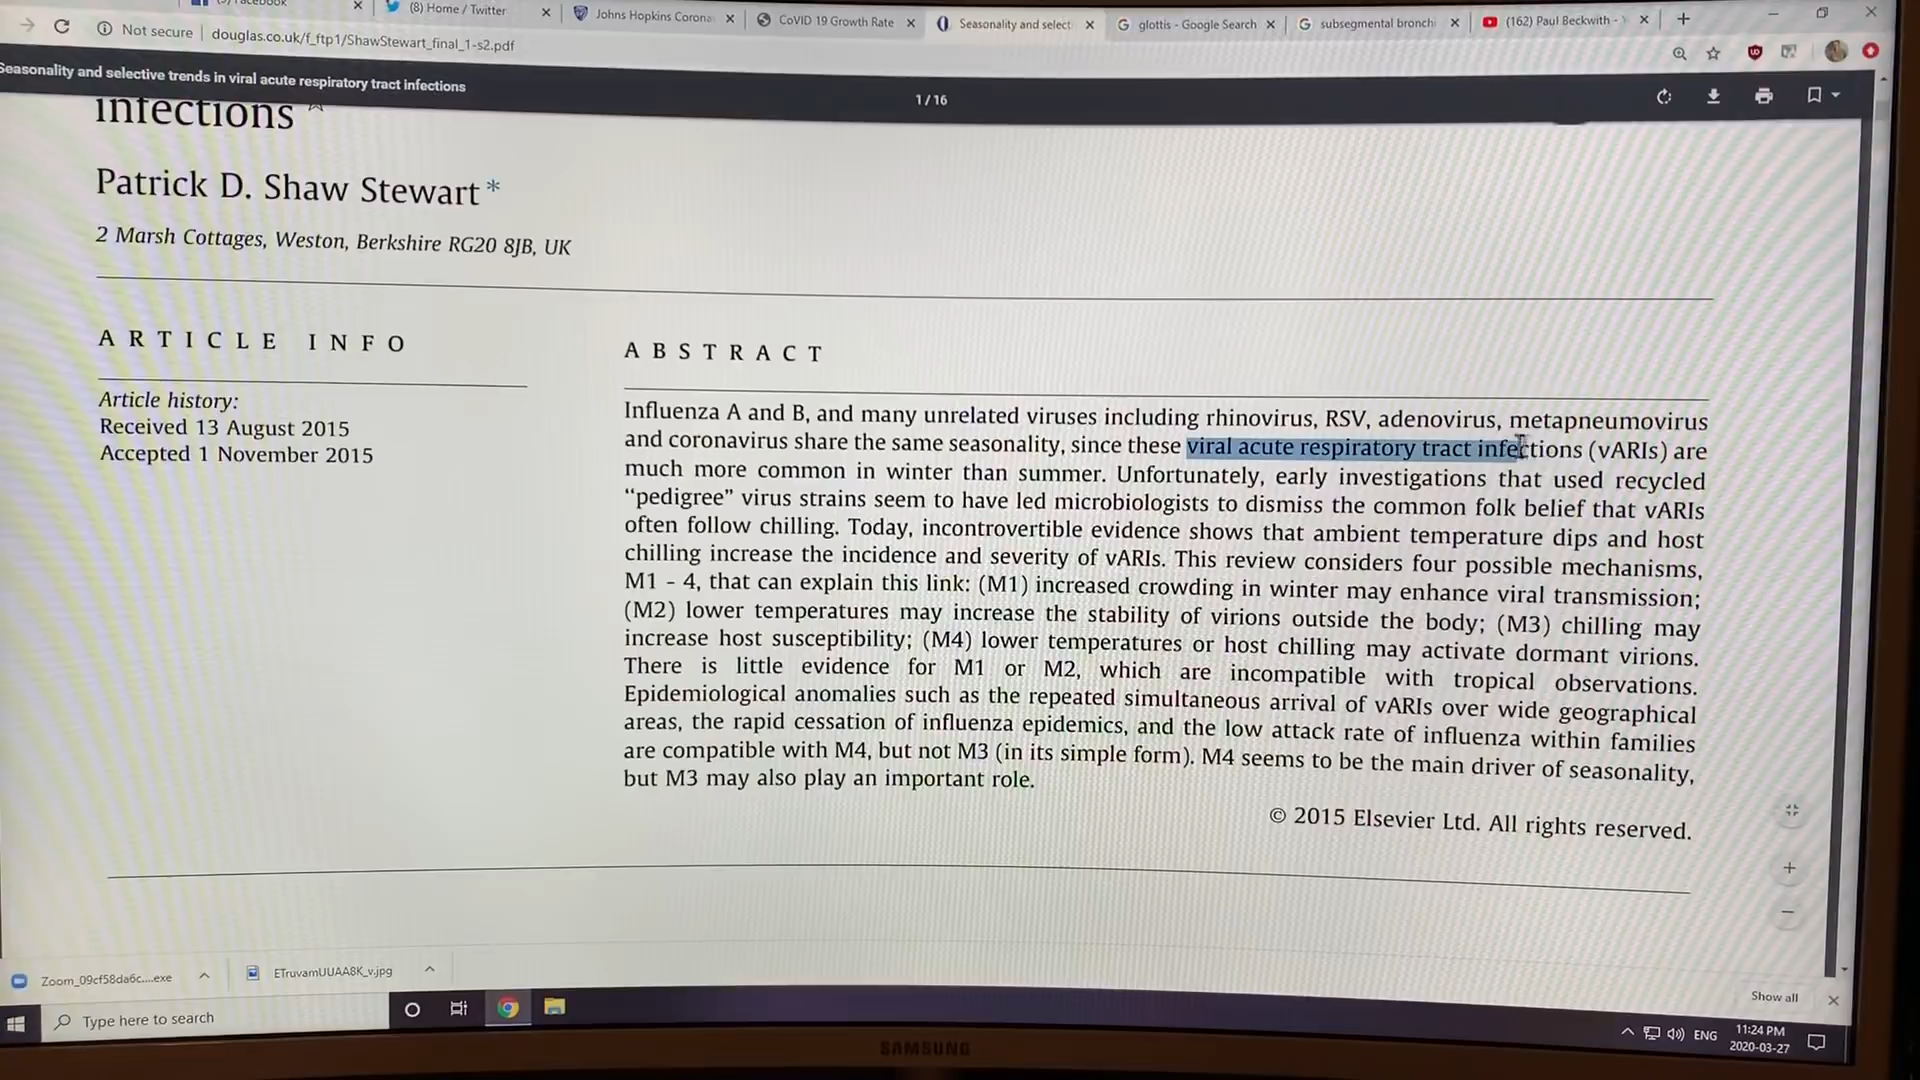 (5) Facebook
(8) Home / Twitter
Johns Hopkins Corona
CoVID 19 Growth Rate
Seasonality and select
glottis - Google Search
subsegmental bronchi
(162) Paul Beckwith -
Not secure | douglas.co.uk/f_ftp1/ShawStewart_final_1-s2.pdf
Seasonality and selective trends in viral acute respiratory tract infections
1 / 16
infections
Patrick D. Shaw Stewart *
2 Marsh Cottages, Weston, Berkshire RG20 8JB, UK
ARTICLE INFO
Article history:
Received 13 August 2015
Accepted 1 November 2015
ABSTRACT
Influenza A and B, and many unrelated viruses including rhinovirus, RSV, adenovirus, metapneumovirus
and coronavirus share the same seasonality, since these viral acute respiratory tract infections (vARIs) are
much more common in winter than summer. Unfortunately, early investigations that used recycled
“pedigree” virus strains seem to have led microbiologists to dismiss the common folk belief that vARIs
often follow chilling. Today, incontrovertible evidence shows that ambient temperature dips and host
chilling increase the incidence and severity of vARIs. This review considers four possible mechanisms,
M1 - 4, that can explain this link: (M1) increased crowding in winter may enhance viral transmission;
(M2) lower temperatures may increase the stability of virions outside the body; (M3) chilling may
increase host susceptibility; (M4) lower temperatures or host chilling may activate dormant virions.
There is little evidence for M1 or M2, which are incompatible with tropical observations.
Epidemiological anomalies such as the repeated simultaneous arrival of vARIs over wide geographical
areas, the rapid cessation of influenza epidemics, and the low attack rate of influenza within families
are compatible with M4, but not M3 (in its simple form). M4 seems to be the main driver of seasonality,
but M3 may also play an important role.
© 2015 Elsevier Ltd. All rights reserved.
Zoom_09cf58da6c....exe
ETruvamUUAA8K_v.jpg
Show all
Type here to search
ENG
11:24 PM
2020-03-27
SAMSUNG